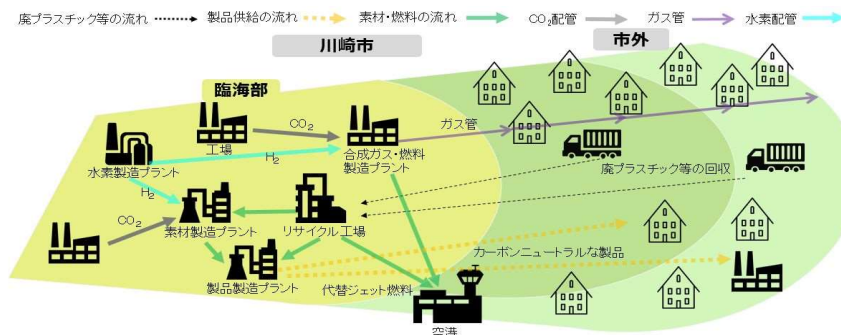 廃プラスチック等の流れ 製品供給の流れ 素材・燃料の流れ CO₂配管 ガス管 水素配管
川崎市 市外
臨海部
CO₂
工場
ガス管
合成ガス・燃料
製造プラント
H₂
水素製造プラント
廃プラスチック等の回収
H₂
CO₂
素材製造プラント
リサイクル工場
カーボンニュートラルな製品
製品製造プラント
代替ジェット燃料
空港